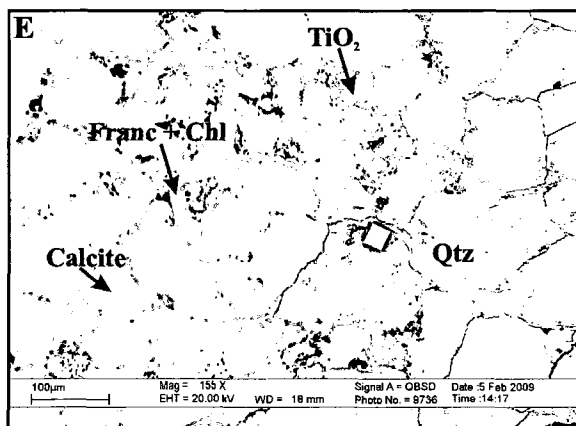 E
TiO₂
Franc + Chl
Qtz
Calcite
100µm
Mag = 155 X
EHT = 20.00 kV WD = 18 mm
Signal A = QBSD Date :5 Feb 2009
Photo No. = 9736 Time :14:17